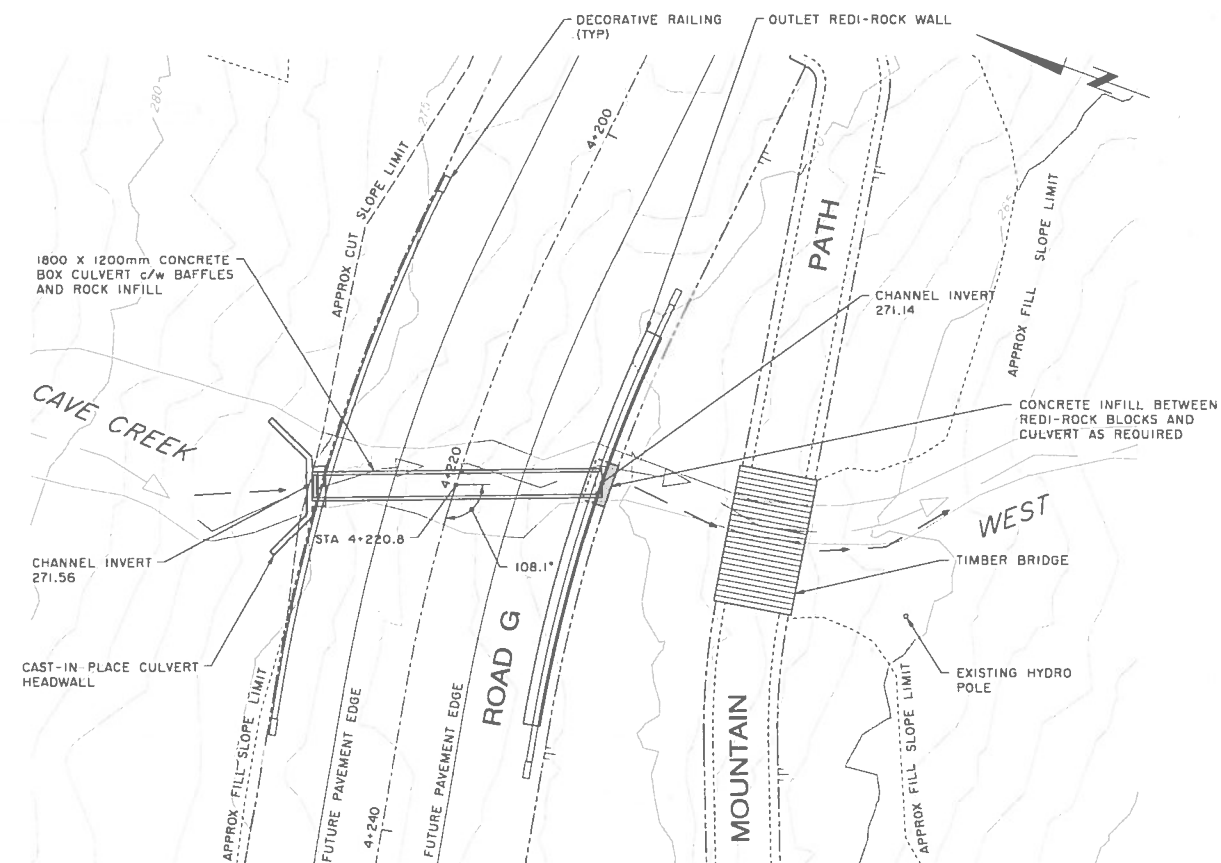 DECORATIVE RAILING
(TYP)
OUTLET REDI-ROCK WALL
280
275
4+200
APPROX CUT SLOPE LIMIT
PATH
265
APPROX FILL SLOPE LIMIT
1800 X 1200mm CONCRETE
BOX CULVERT c/w BAFFLES
AND ROCK INFILL
CHANNEL INVERT
271.14
CAVE CREEK
CONCRETE INFILL BETWEEN
REDI-ROCK BLOCKS AND
CULVERT AS REQUIRED
4+220
STA 4+220.8
108.1°
WEST
CHANNEL INVERT
271.56
TIMBER BRIDGE
CAST-IN-PLACE CULVERT
HEADWALL
EXISTING HYDRO
POLE
ROAD G
APPROX FILL SLOPE LIMIT
FUTURE PAVEMENT EDGE
4+240
FUTURE PAVEMENT EDGE
MOUNTAIN
APPROX FILL SLOPE LIMIT